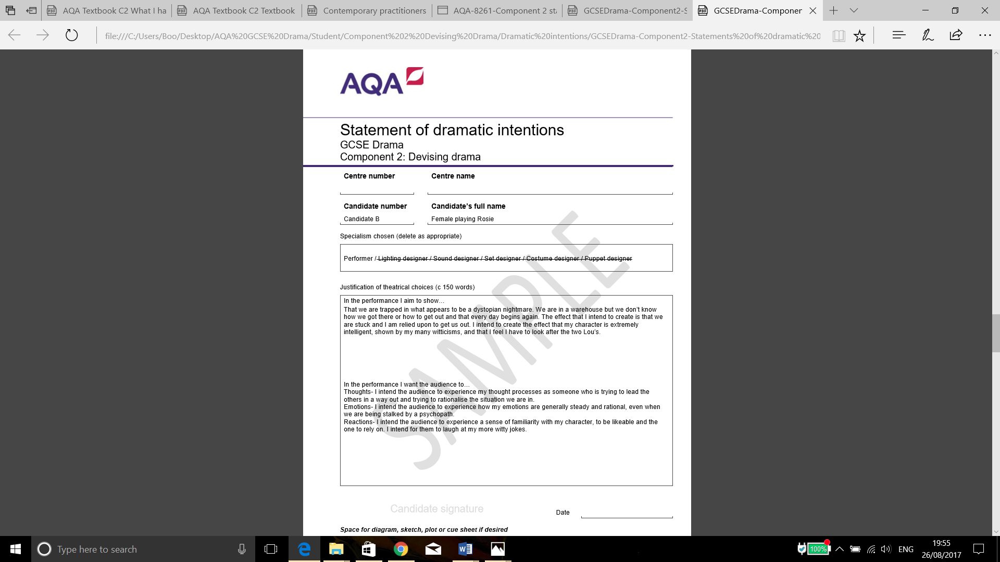 AQA Textbook C2 What I ha
AQA Textbook C2 Textbook
Contemporary practitioners
AQA-8261-Component 2 sta
GCSEDrama-Component2-S
GCSEDrama-Componer
file:///C:/Users/Boo/Desktop/AQA%20GCSE%20Drama/Student/Component%202%20Devising%20Drama/Dramatic%20intentions/GCSEDrama-Component2-Statements%20of%20dramatic%20
AQA
Statement of dramatic intentions
GCSE Drama
Component 2: Devising drama
Centre number Centre name
Candidate number Candidate's full name
Candidate B Female playing Rosie
Specialism chosen (delete as appropriate)
Performer / Lighting designer / Sound designer / Set designer / Costume designer / Puppet designer
Justification of theatrical choices (c 150 words)
In the performance I aim to show…
That we are trapped in what appears to be a dystopian nightmare. We are in a warehouse but we don't know
how we got there or how to get out and that every day begins again. The effect that I intend to create is that we
are stuck and I am relied upon to get us out. I intend to create the effect that my character is extremely
intelligent, shown by my many witticisms, and that I feel I have to look after the two Lou's.
In the performance I want the audience to…
Thoughts- I intend the audience to experience my thought processes as someone who is trying to lead the
others in a way out and trying to rationalise the situation we are in.
Emotions- I intend the audience to experience how my emotions are generally steady and rational, even when
we are being stalked by a psychopath.
Reactions- I intend the audience to experience a sense of familiarity with my character, to be likeable and the
one to rely on. I intend for them to laugh at my more witty jokes.
SAMPLE
Candidate signature
Date
Space for diagram, sketch, plot or cue sheet if desired
Type here to search
100%
ENG
19:55
26/08/2017